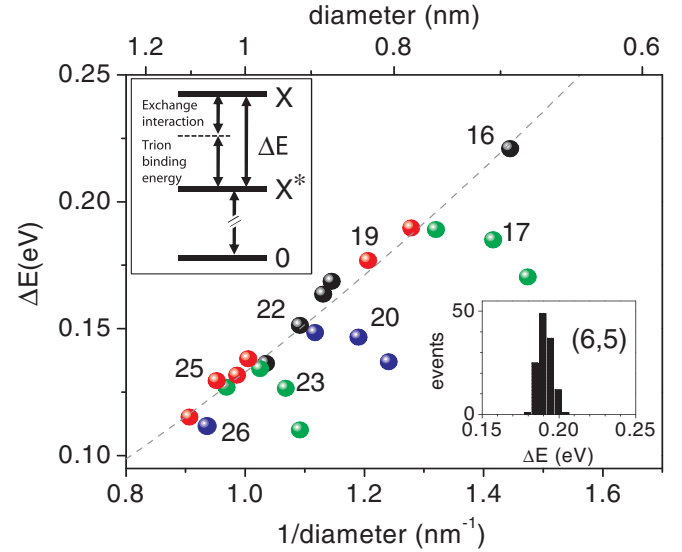 diameter (nm)
1.2 1 0.8 0.6
0.25
0.20
0.15
0.10
ΔE(eV)
Exchange
interaction
Trion
binding
energy
X
ΔE
X*
0
16
19
17
22
20
25
23
26
50
0
events
(6,5)
0.15 0.20 0.25
ΔE (eV)
0.8 1.0 1.2 1.4 1.6
1/diameter (nm⁻¹)